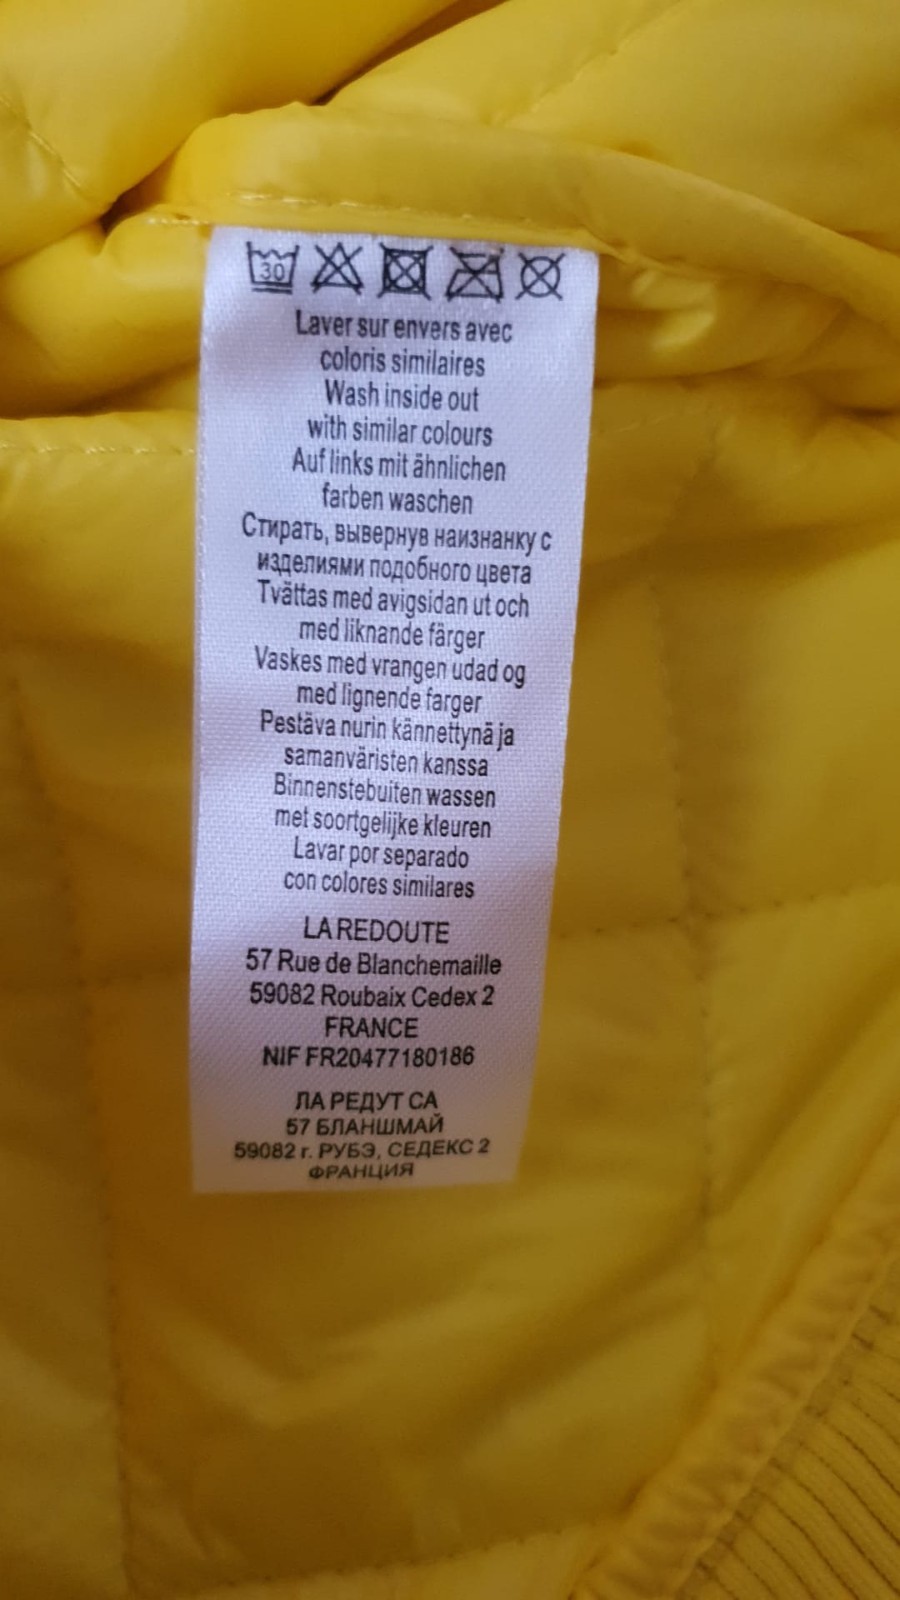 30
Laver sur envers avec
coloris similaires
Wash inside out
with similar colours
Auf links mit ähnlichen
farben waschen
Стирать, вывернув наизнанку с
изделиями подобного цвета
Tvättas med avigsidan ut och
med liknande färger
Vaskes med vrangen udad og
med lignende farger
Pestäva nurin kännettynä ja
samanväristen kanssa
Binnenstebuiten wassen
met soortgelijke kleuren
Lavar por separado
con colores similares
LA REDOUTE
57 Rue de Blanchemaille
59082 Roubaix Cedex 2
FRANCE
NIF FR20477180186
ЛА РЕДУТ СА
57 БЛАНШМАЙ
59082 г. РУБЭ, СЕДЕКС 2
ФРАНЦИЯ